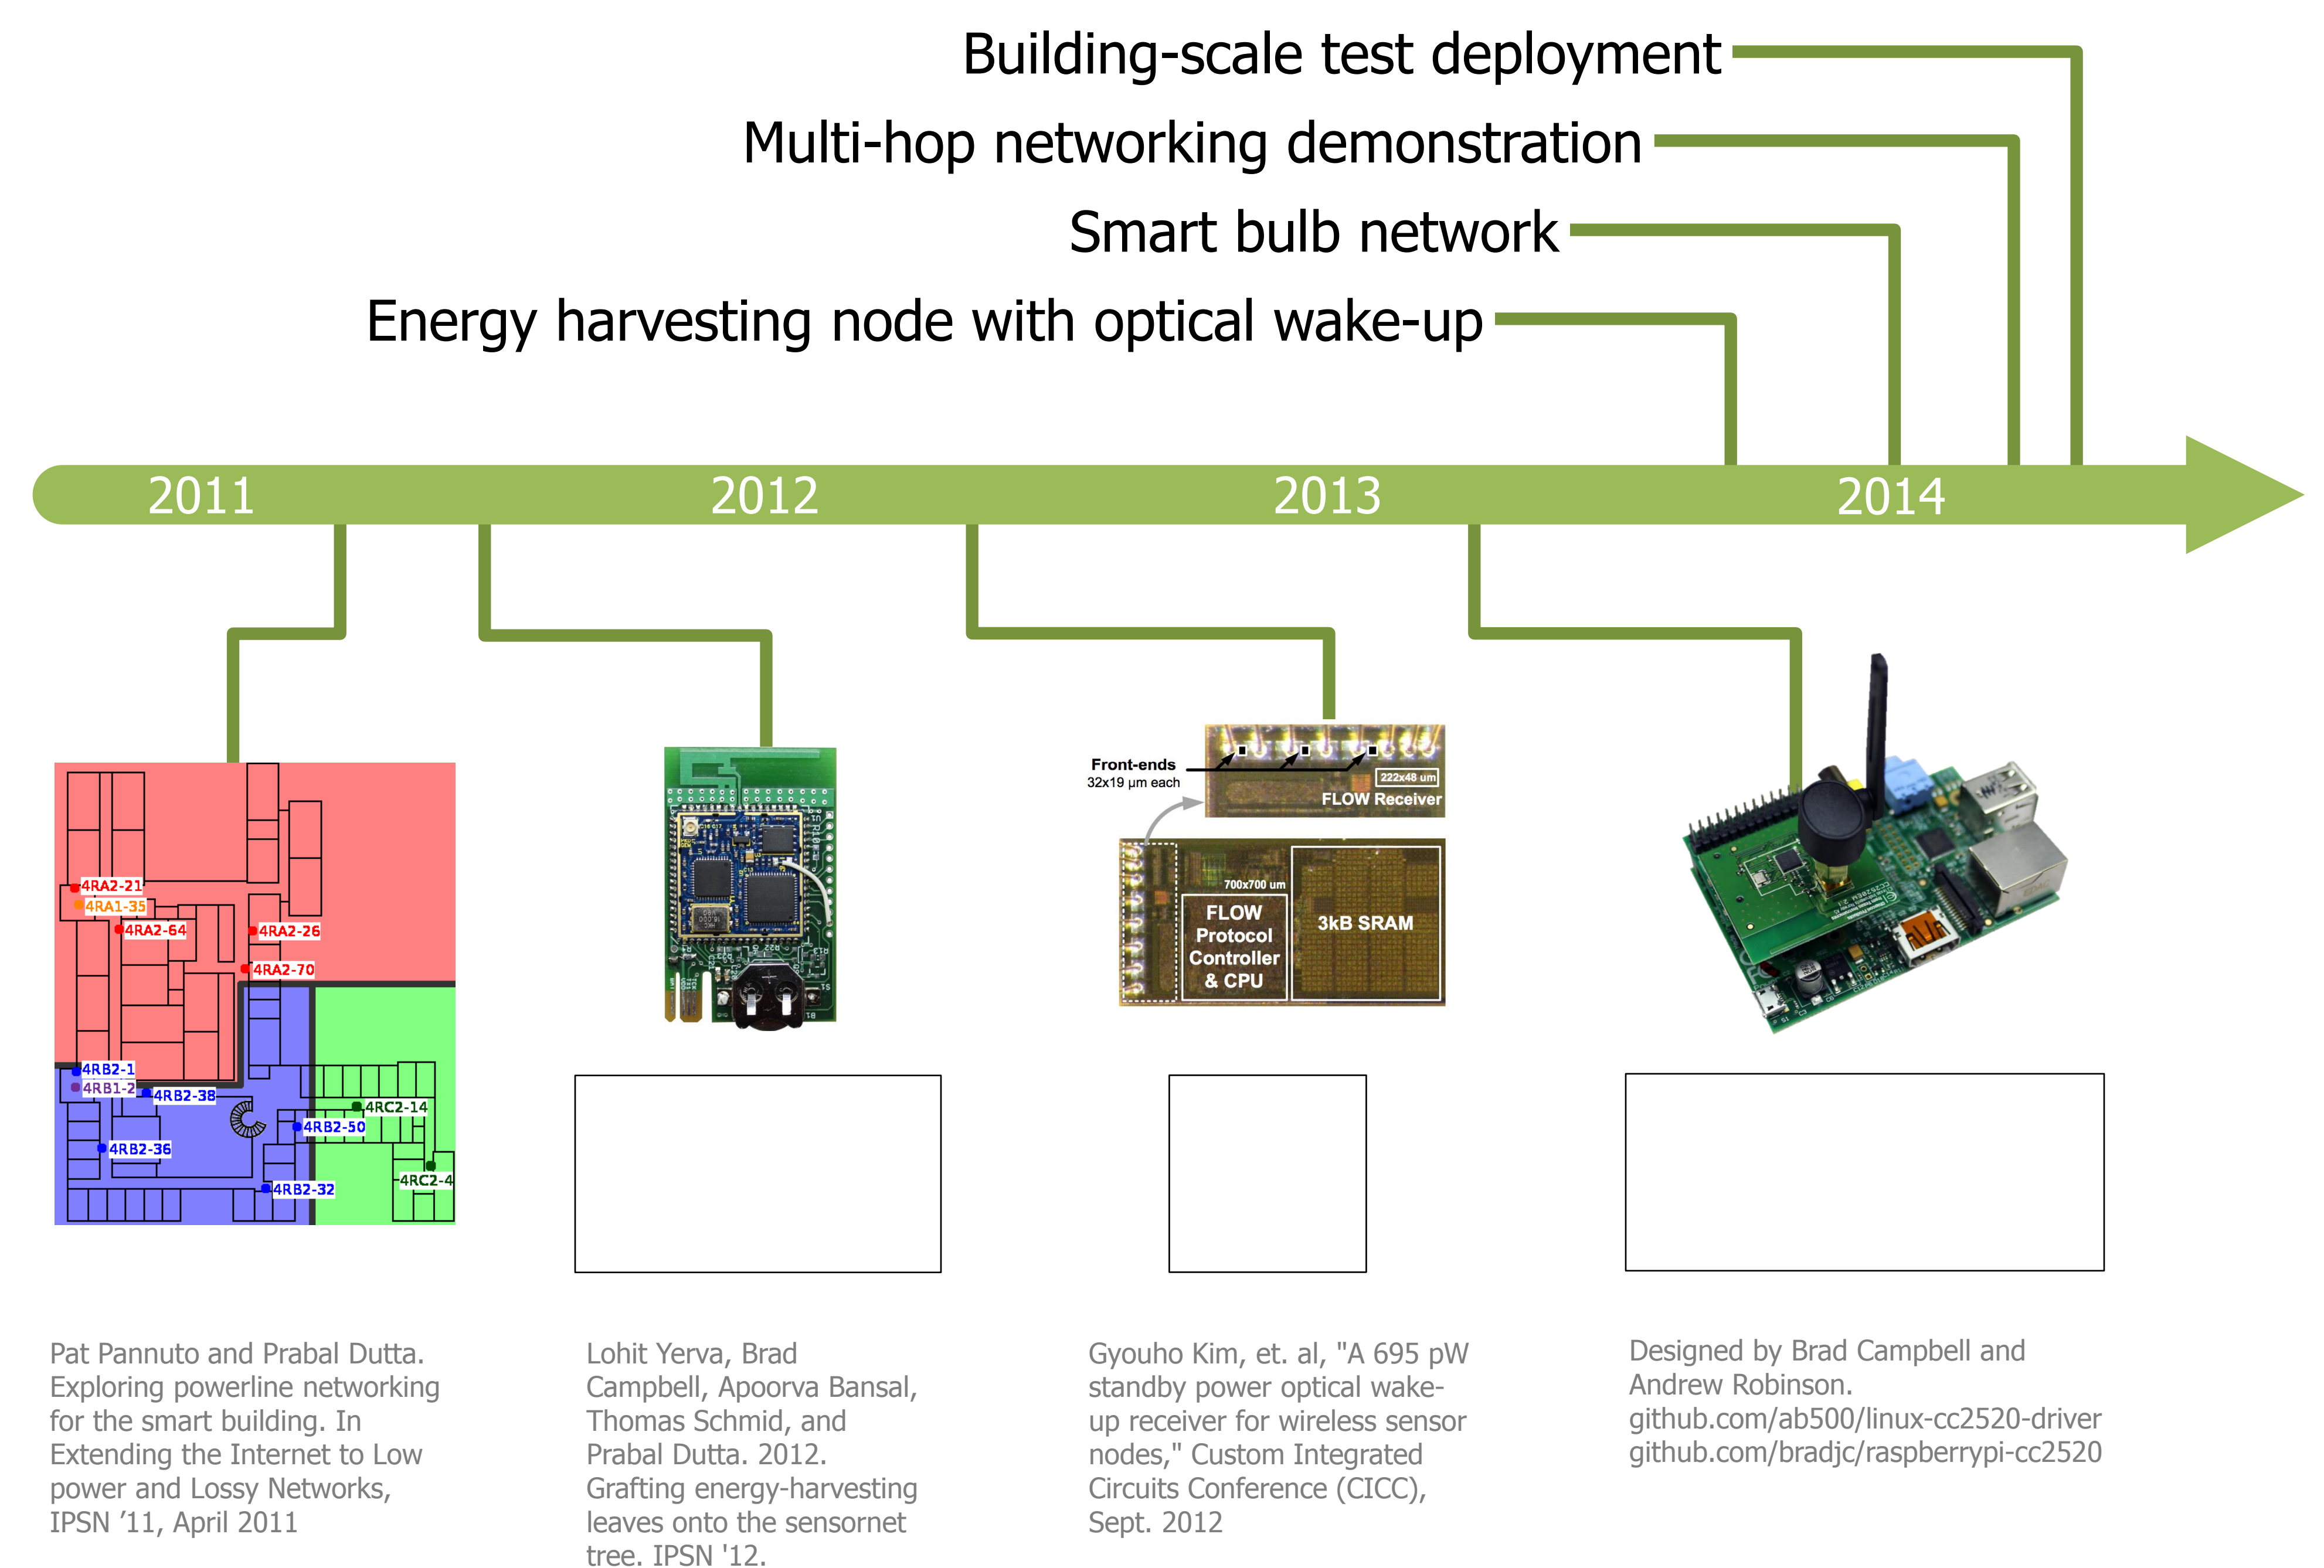 Building-scale test deployment
Multi-hop networking demonstration
Smart bulb network
Energy harvesting node with optical wake-up
2011
2012
2013
2014
4RA2-21
4RA1-35
4RA2-64
4RA2-26
4RA2-70
4RB2-1
4RB1-2
4RB2-38
4RC2-14
4RB2-50
4RB2-36
4RC2-4
4RB2-32
Front-ends
32x19 µm each
222x48 um
FLOW Receiver
700x700 um
FLOW
Protocol
Controller
& CPU
3kB SRAM
Pat Pannuto and Prabal Dutta.
Exploring powerline networking
for the smart building. In
Extending the Internet to Low
power and Lossy Networks,
IPSN ’11, April 2011
Lohit Yerva, Brad
Campbell, Apoorva Bansal,
Thomas Schmid, and
Prabal Dutta. 2012.
Grafting energy-harvesting
leaves onto the sensornet
tree. IPSN '12.
Gyouho Kim, et. al, "A 695 pW
standby power optical wake-
up receiver for wireless sensor
nodes," Custom Integrated
Circuits Conference (CICC),
Sept. 2012
Designed by Brad Campbell and
Andrew Robinson.
github.com/ab500/linux-cc2520-driver
github.com/bradjc/raspberrypi-cc2520